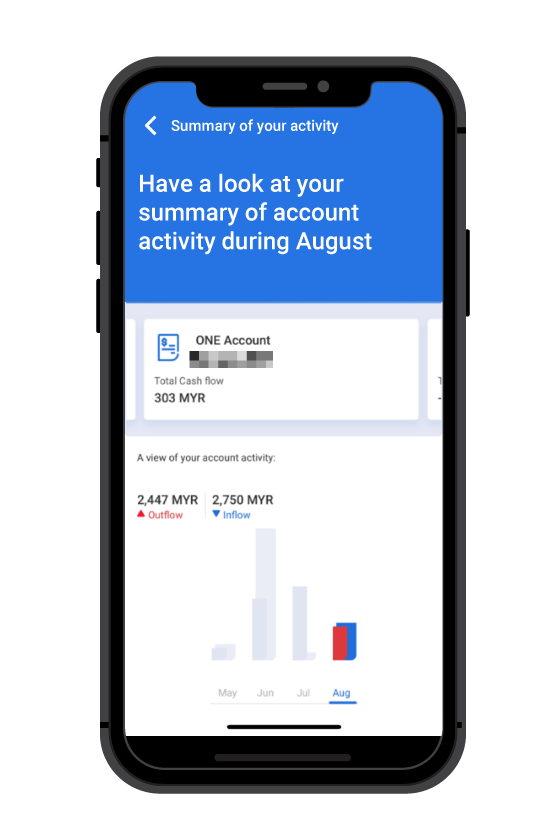 Summary of your activity
Have a look at your
summary of account
activity during August
ONE Account
Total Cash flow
303 MYR
A view of your account activity:
2,447 MYR 2,750 MYR
Outflow Inflow
May Jun Jul Aug